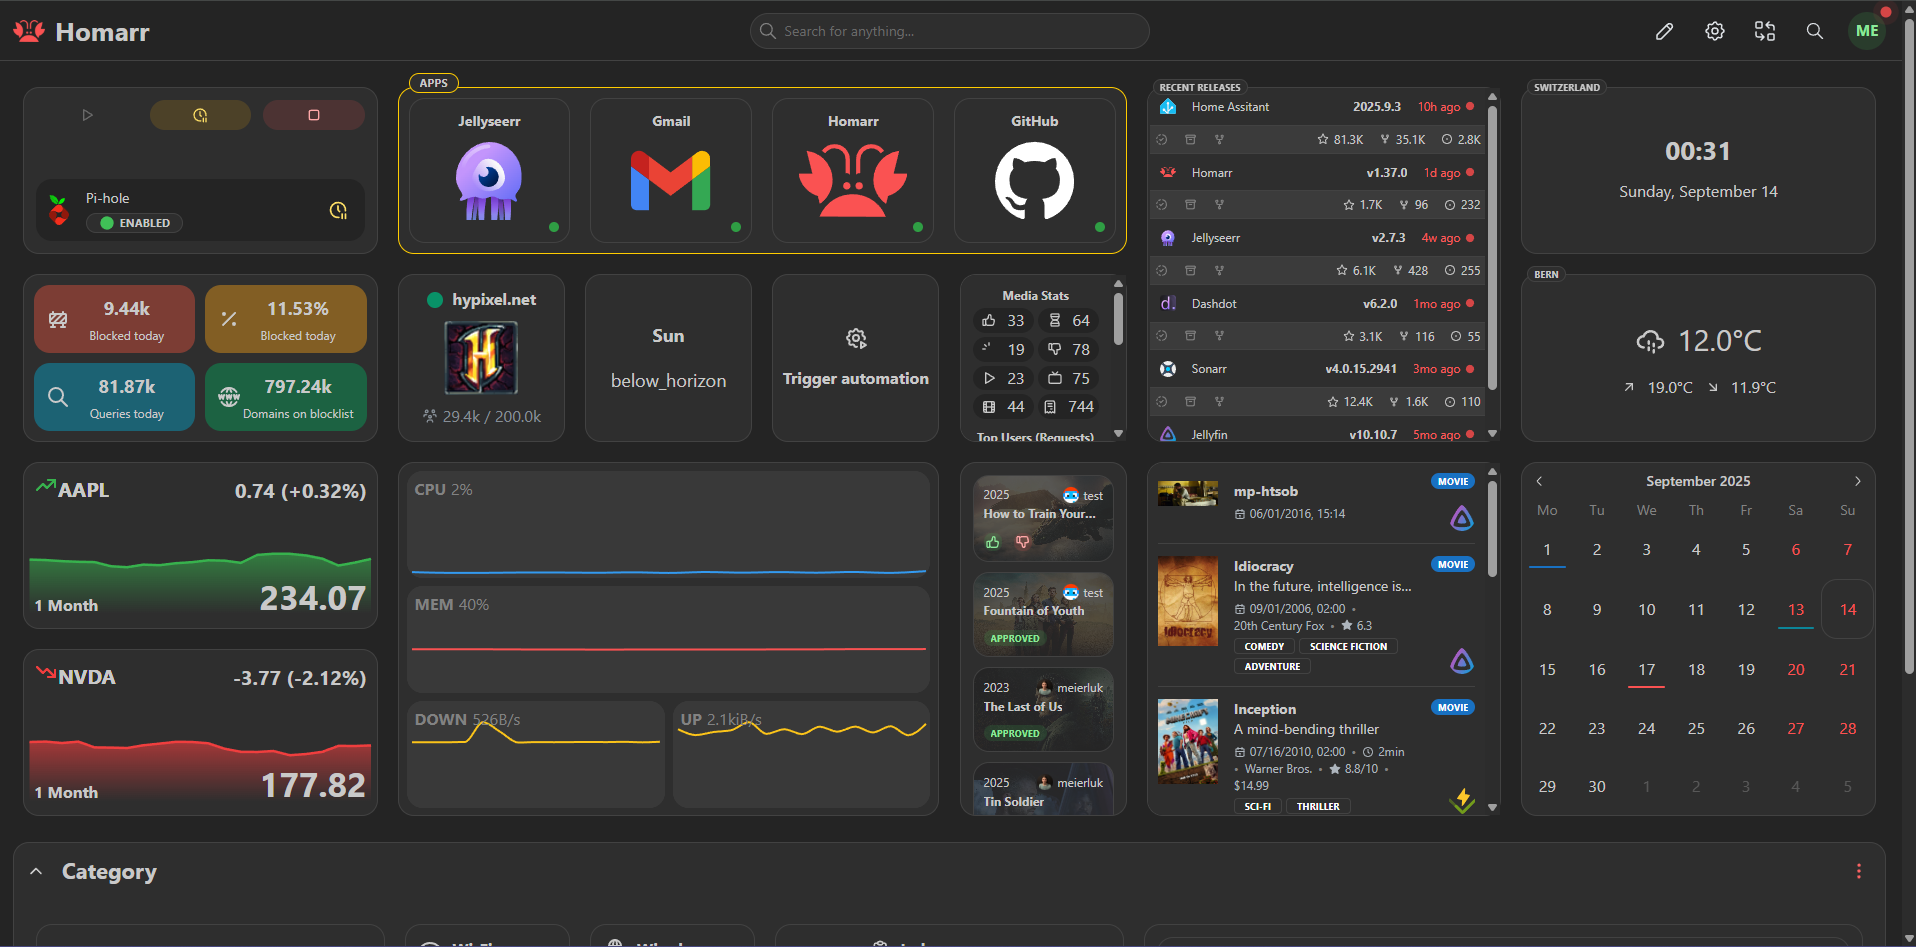 Homarr
Search for anything...
ME
Pi-hole
ENABLED
APPS
Jellyseerr
Gmail
Homarr
GitHub
RECENT RELEASES
Home Assitant 2025.9.3 10h ago
81.3K 35.1K 2.8K
Homarr v1.37.0 1d ago
1.7K 96 232
Jellyseerr v2.7.3 4w ago
6.1K 428 255
Dashdot v6.2.0 1mo ago
3.1K 116 55
Sonarr v4.0.15.2941 3mo ago
12.4K 1.6K 110
Jellyfin v10.10.7 5mo ago
SWITZERLAND
00:31
Sunday, September 14
9.44k
Blocked today
11.53%
Blocked today
81.87k
Queries today
797.24k
Domains on blocklist
hypixel.net
29.4k / 200.0k
Sun
below_horizon
Trigger automation
Media Stats
33 64
19 78
23 75
44 744
Top Users (Requests)
BERN
12.0°C
19.0°C 11.9°C
AAPL 0.74 (+0.32%)
1 Month 234.07
NVDA -3.77 (-2.12%)
1 Month 177.82
CPU 2%
MEM 40%
DOWN 526B/s
UP 2.1kiB/s
2025 test
How to Train Your...
2025 test
Fountain of Youth
APPROVED
2023 meierluk
The Last of Us
APPROVED
2025 meierluk
Tin Soldier
MOVIE
mp-htsob
06/01/2016, 15:14
MOVIE
Idiocracy
In the future, intelligence is...
09/01/2006, 02:00 •
20th Century Fox • 6.3
COMEDY SCIENCE FICTION
ADVENTURE
Idiocracy
MOVIE
Inception
A mind-bending thriller
07/16/2010, 02:00 • 2min
• Warner Bros. • 8.8/10 •
$14.99
SCI-FI THRILLER
September 2025
Mo Tu We Th Fr Sa Su
1 2 3 4 5 6 7
8 9 10 11 12 13 14
15 16 17 18 19 20 21
22 23 24 25 26 27 28
29 30 1 2 3 4 5
Category